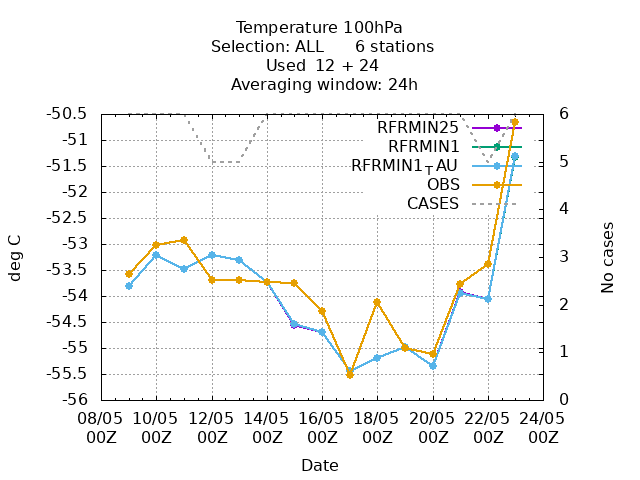 Temperature 100hPa
Selection: ALL 6 stations
Used 12 + 24
Averaging window: 24h
-50.5
-51
-51.5
-52
-52.5
-53
-53.5
-54
-54.5
-55
-55.5
-56
6
5
4
3
2
1
0
RFRMIN25
RFRMIN1
RFRMIN1_TAU
OBS
CASES
deg C
No cases
08/05 10/05 12/05 14/05 16/05 18/05 20/05 22/05 24/05
00Z 00Z 00Z 00Z 00Z 00Z 00Z 00Z 00Z
Date